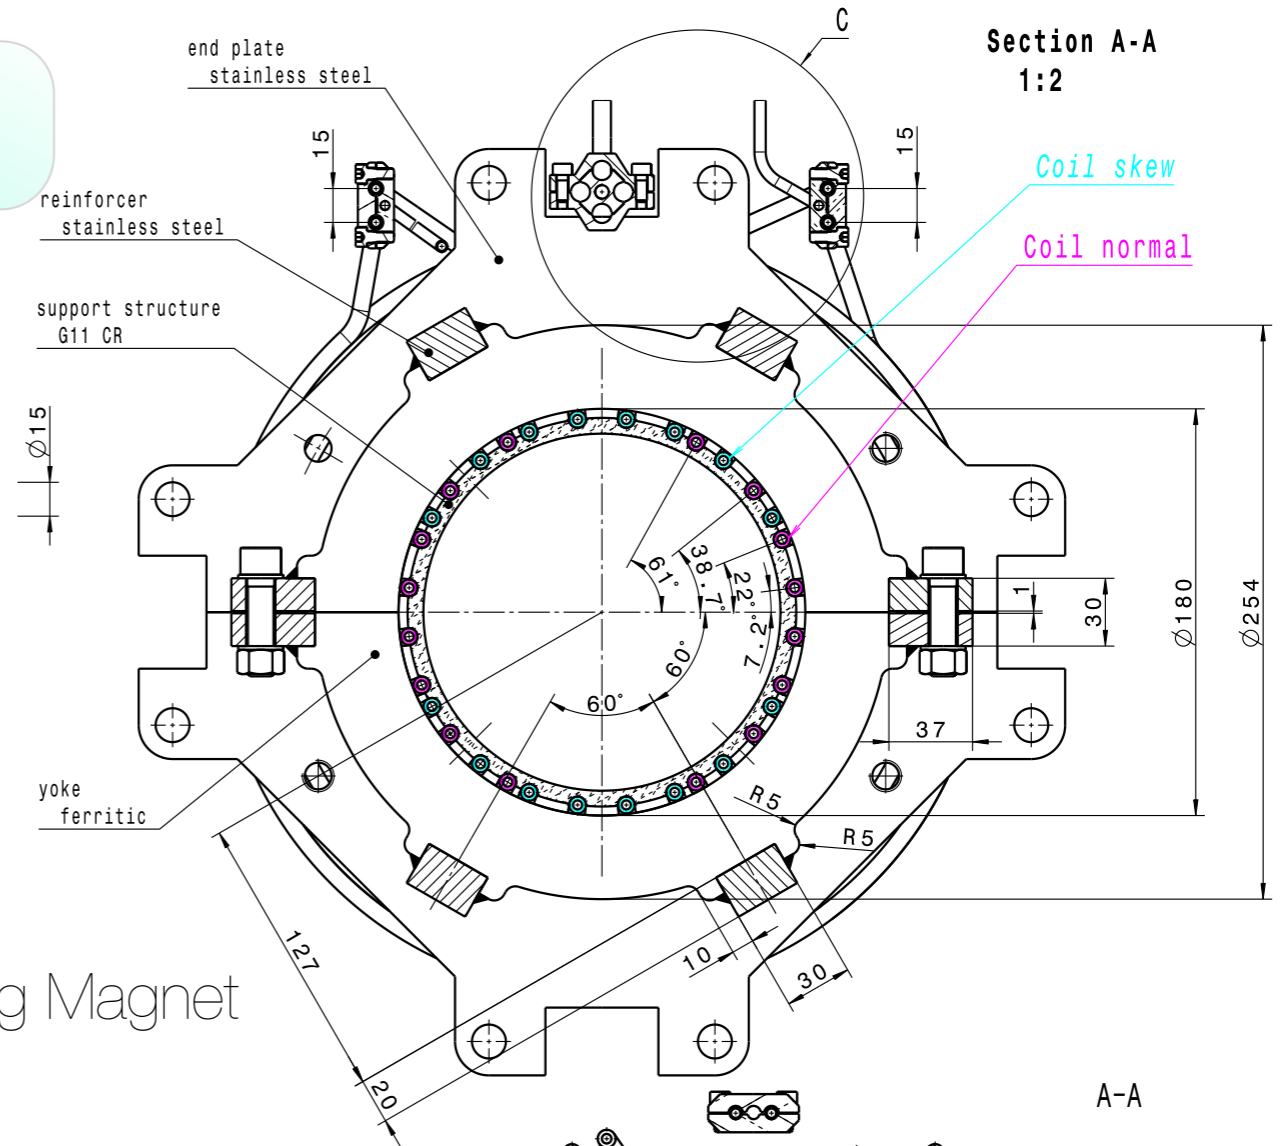 C
Section A-A
1:2
end plate
stainless steel
15
15
Coil skew
reinforcer
stainless steel
Coil normal
support structure
G11 CR
Ø15
61°
38.7°
22°
7.2°
1
30
Ø180
Ø254
60°
60°
37
yoke
ferritic
R5
R5
127
10
30
g Magnet
20
A-A